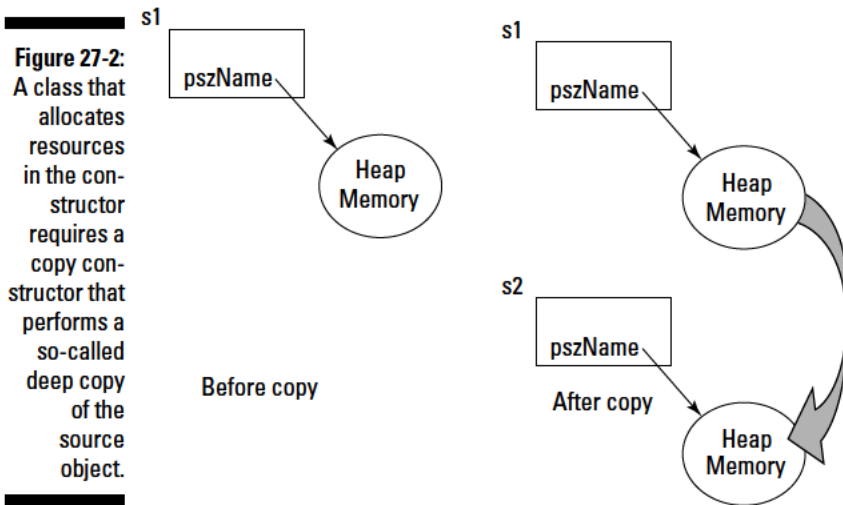 Figure 27-2:
A class that
allocates
resources
in the con-
structor
requires a
copy con-
structor that
performs a
so-called
deep copy
of the
source
object.
s1
pszName
Heap
Memory
Before copy
s1
pszName
Heap
Memory
s2
pszName
After copy
Heap
Memory